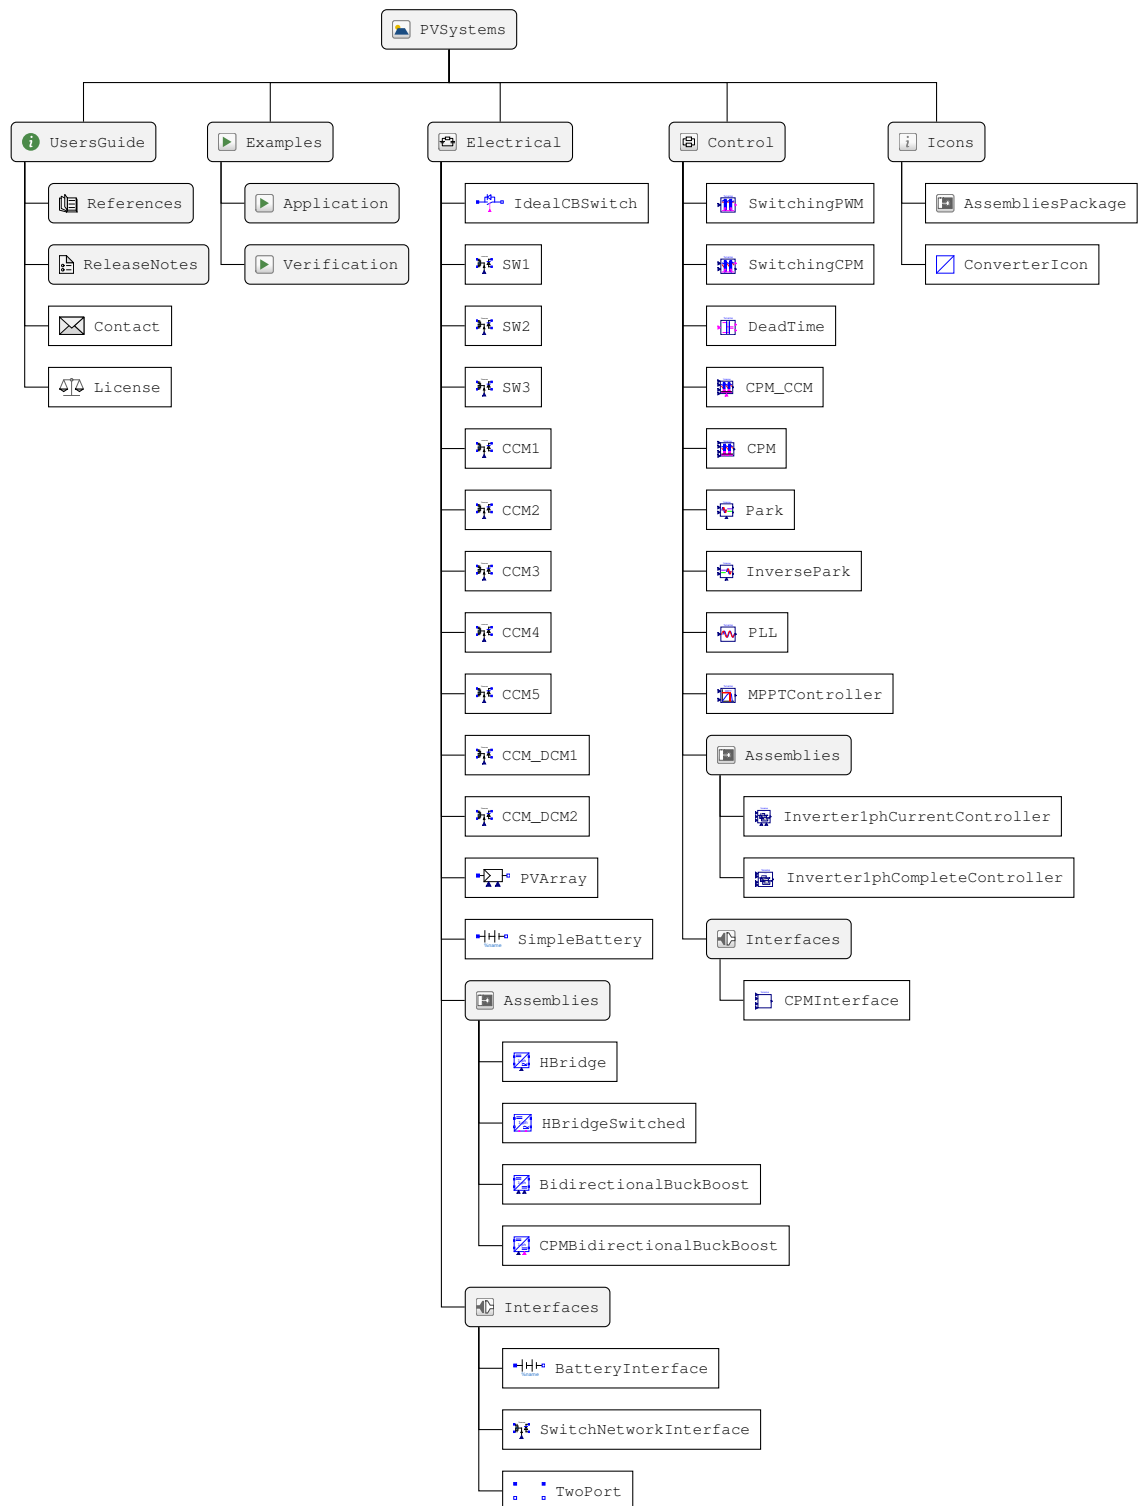 PVSystems
UsersGuide
References
ReleaseNotes
Contact
License
Examples
Application
Verification
Electrical
IdealCBSwitch
SW1
SW2
SW3
CCM1
CCM2
CCM3
CCM4
CCM5
CCM_DCM1
CCM_DCM2
PVArray
SimpleBattery
%name
Assemblies
HBridge
HBridgeSwitched
BidirectionalBuckBoost
CPMBidirectionalBuckBoost
Interfaces
BatteryInterface
%name
SwitchNetworkInterface
TwoPort
Control
SwitchingPWM
SwitchingCPM
DeadTime
CPM_CCM
CPM
Park
InversePark
PLL
MPPTController
Assemblies
Inverter1phCurrentController
Inverter1phCompleteController
Interfaces
CPMInterface
Icons
AssembliesPackage
ConverterIcon